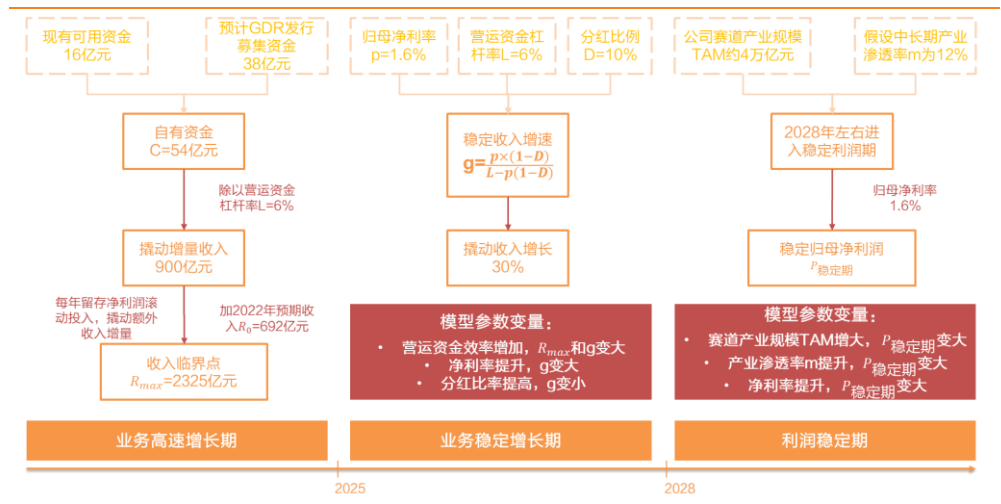 现有可用资金
16亿元
预计GDR发行
募集资金
38亿元
自有资金
C=54亿元
除以营运资金
杠杆率L=6%
撬动增量收入
900亿元
每年留存净利润滚
动投入，撬动额外
收入增量
加2022年预期收
入R₀=692亿元
收入临界点
Rₘₐₓ=2325亿元
业务高速增长期
归母净利率
p=1.6%
营运资金杠
杆率L=6%
分红比例
D=10%
稳定收入增速
g=p×(1−D)/L−p(1−D)
撬动收入增长
30%
模型参数变量：
• 营运资金效率增加，Rₘₐₓ和g变大
• 净利率提升，g变大
• 分红比率提高，g变小
业务稳定增长期
公司赛道产业规模
TAM约4万亿元
假设中长期产业
渗透率m为12%
2028年左右进
入稳定利润期
归母净利率
1.6%
稳定归母净利润
P稳定期
模型参数变量：
• 赛道产业规模TAM增大，P稳定期变大
• 产业渗透率m提升，P稳定期变大
• 净利率提升，P稳定期变大
利润稳定期
2025
2028